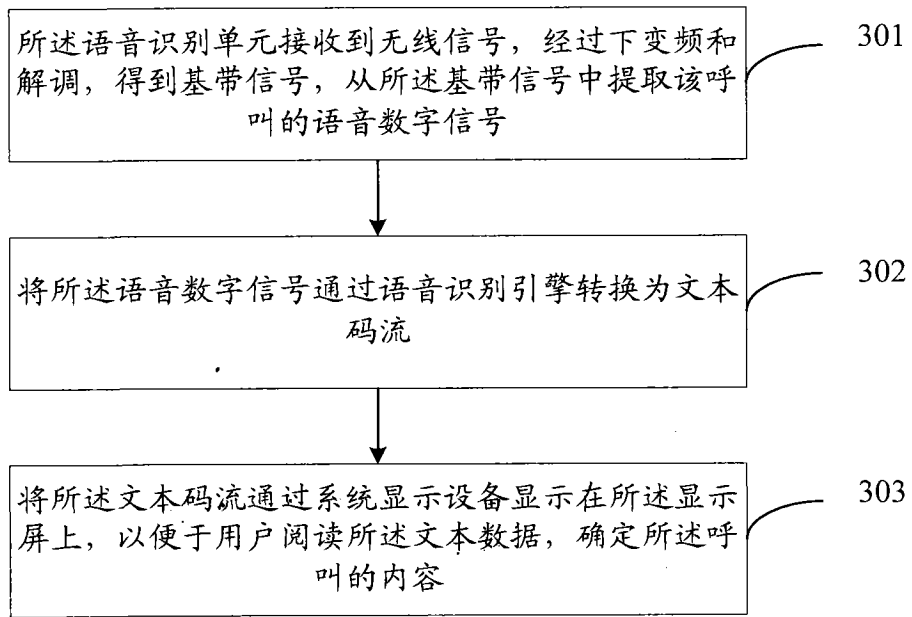 所述语音识别单元接收到无线信号，经过下变频和
解调，得到基带信号，从所述基带信号中提取该呼
叫的语音数字信号
301
将所述语音数字信号通过语音识别引擎转换为文本
码流
302
将所述文本码流通过系统显示设备显示在所述显示
屏上，以便于用户阅读所述文本数据，确定所述呼
叫的内容
303